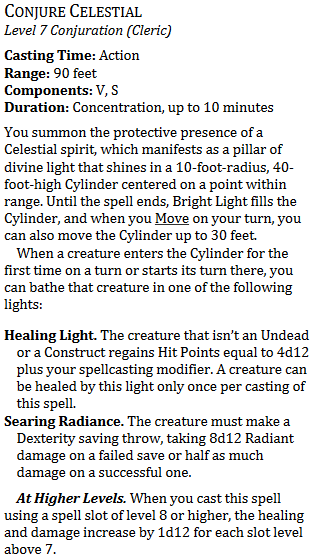 CONJURE CELESTIAL
Level 7 Conjuration (Cleric)
Casting Time: Action
Range: 90 feet
Components: V, S
Duration: Concentration, up to 10 minutes
You summon the protective presence of a
Celestial spirit, which manifests as a pillar of
divine light that shines in a 10-foot-radius, 40-
foot-high Cylinder centered on a point within
range. Until the spell ends, Bright Light fills the
Cylinder, and when you Move on your turn, you
can also move the Cylinder up to 30 feet.
When a creature enters the Cylinder for the
first time on a turn or starts its turn there, you
can bathe that creature in one of the following
lights:
Healing Light. The creature that isn't an Undead
or a Construct regains Hit Points equal to 4d12
plus your spellcasting modifier. A creature can
be healed by this light only once per casting of
this spell.
Searing Radiance. The creature must make a
Dexterity saving throw, taking 8d12 Radiant
damage on a failed save or half as much
damage on a successful one.
At Higher Levels. When you cast this spell
using a spell slot of level 8 or higher, the healing
and damage increase by 1d12 for each slot level
above 7.